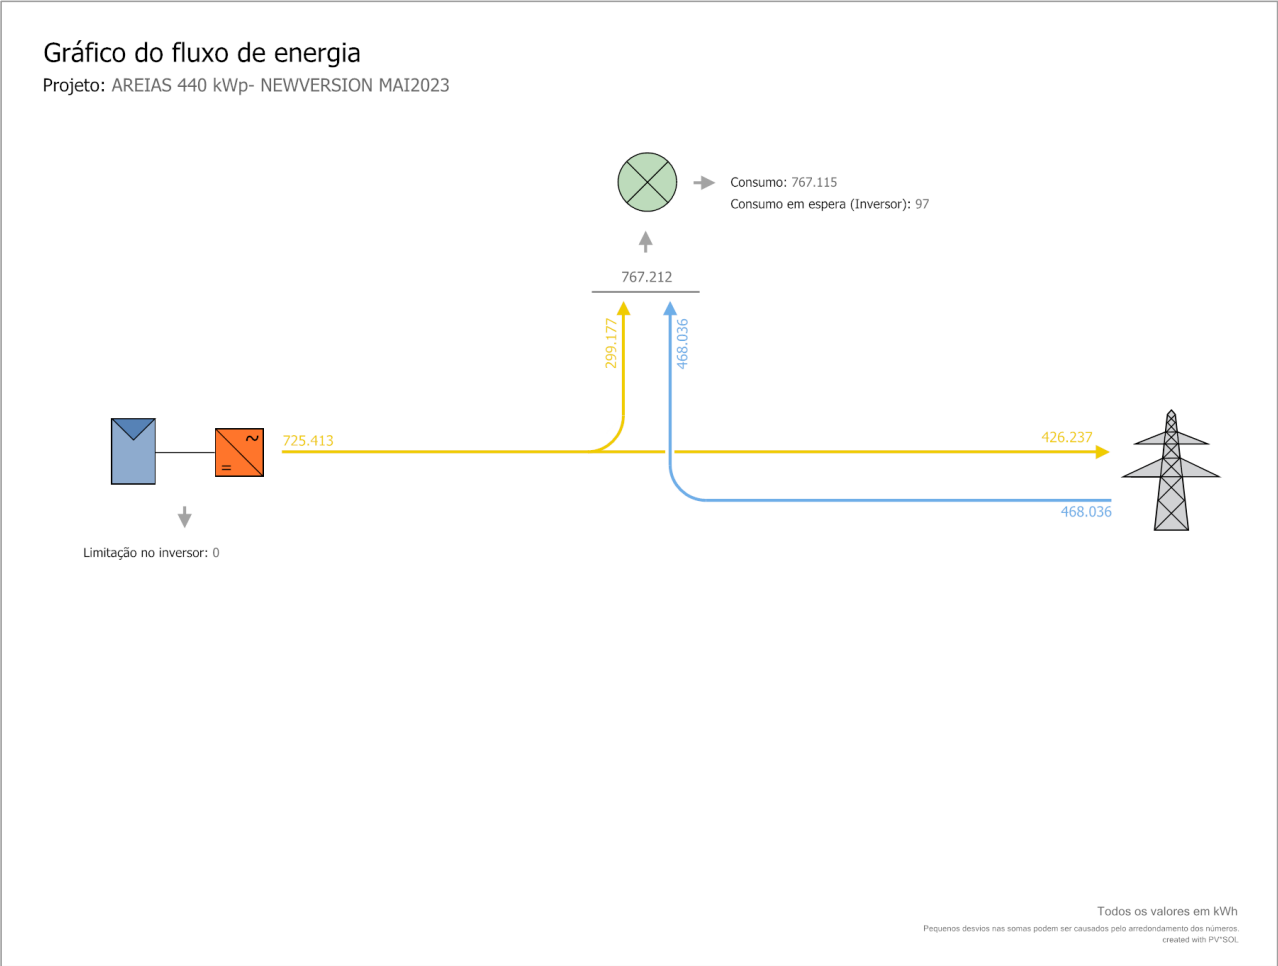 Gráfico do fluxo de energia
Projeto: AREIAS 440 kWp- NEWVERSION MAI2023
Consumo: 767.115
Consumo em espera (Inversor): 97
767.212
299.177
468.036
725.413
426.237
468.036
Limitação no inversor: 0
Todos os valores em kWh
Pequenos desvios nas somas podem ser causados pelo arredondamento dos números.
created with PV*SOL